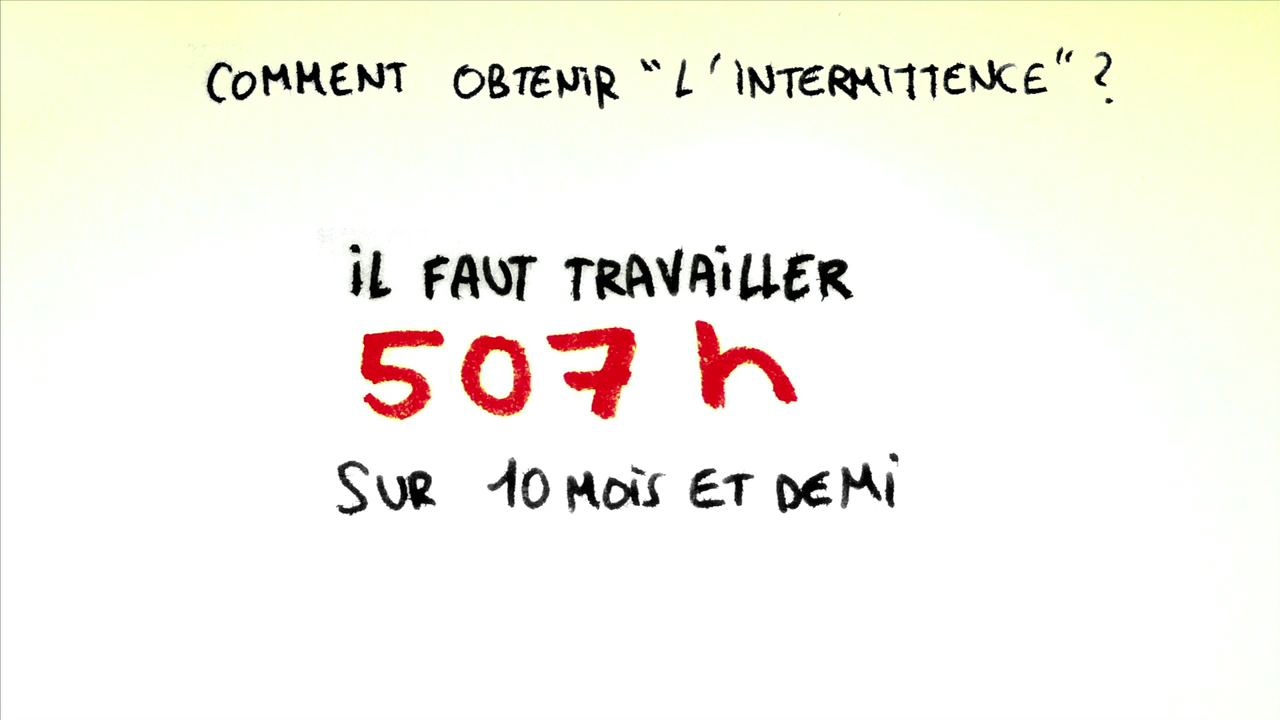 COMMENT OBTENIR "L'INTERMITTENCE" ?
IL FAUT TRAVAILLER
507 h
SUR 10 MOIS ET DEMI